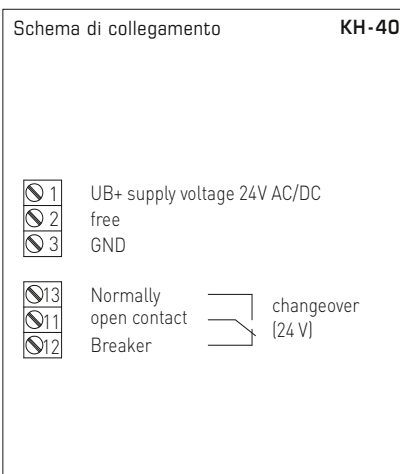 Schema di collegamento KH-40
1 UB+ supply voltage 24V AC/DC
2 free
3 GND
13 Normally
11 open contact
12 Breaker
changeover
(24 V)